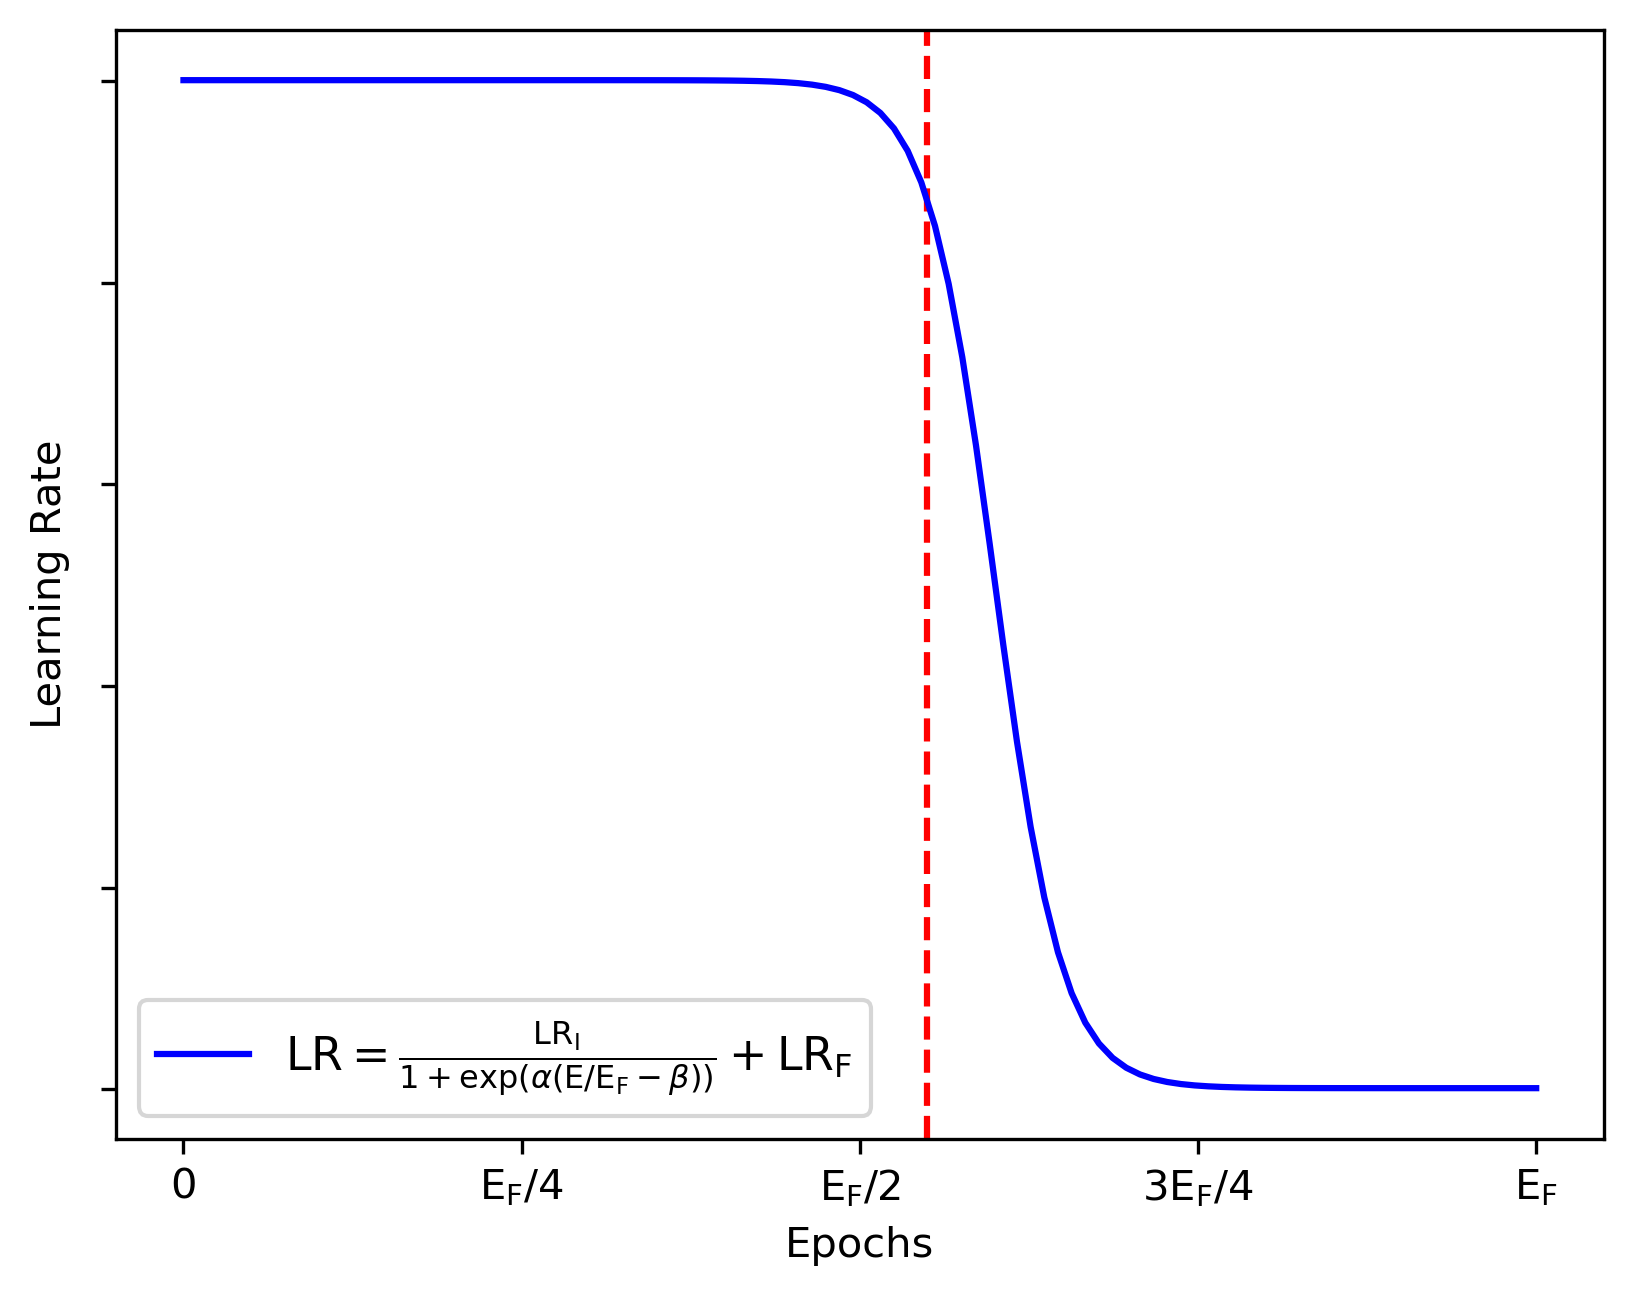 Learning Rate
LR = LR_I / (1 + exp(α(E/E_F − β))) + LR_F
0 E_F/4 E_F/2 3E_F/4 E_F
Epochs